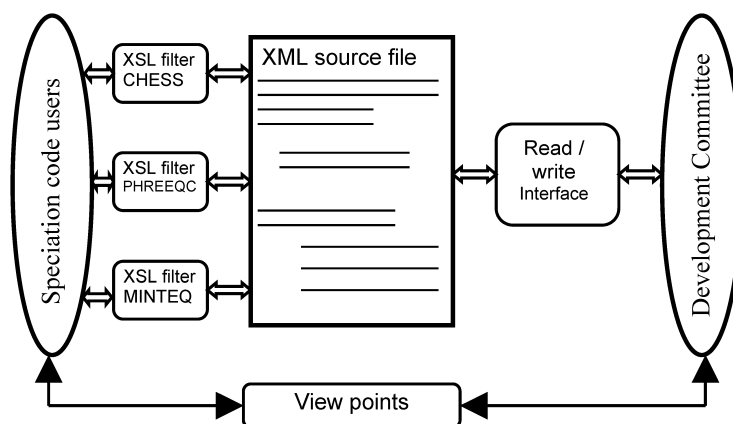 Speciation code users
XSL filter
CHESS
XSL filter
PHREEQC
XSL filter
MINTEQ
XML source file
Read /
write
Interface
Development Committee
View points